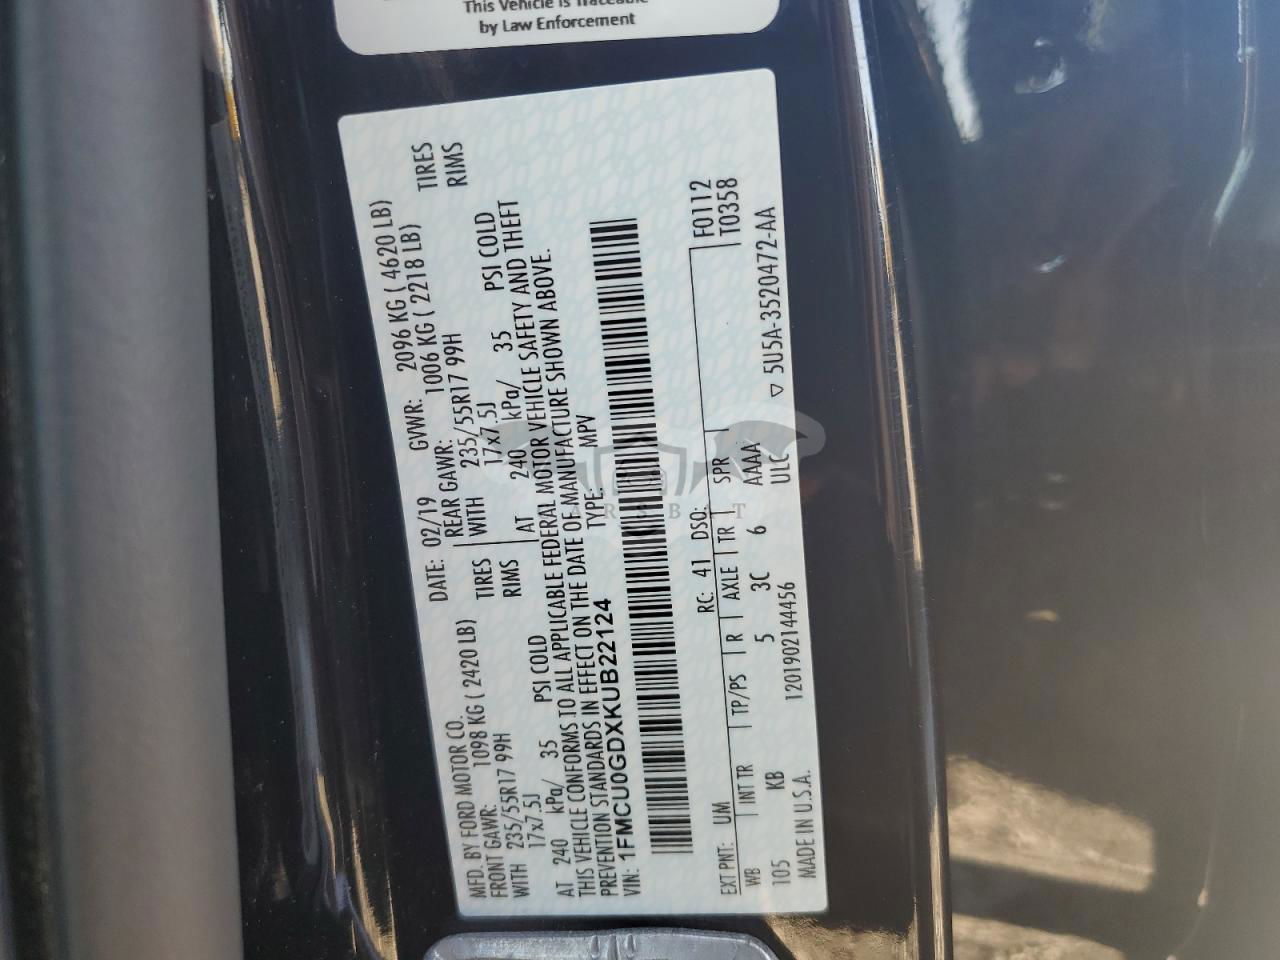 This Vehicle is Traceable
by Law Enforcement
MFD. BY FORD MOTOR CO.
DATE: 02/19 GVWR: 2096 KG ( 4620 LB)
FRONT GAWR: 1098 KG ( 2420 LB)
REAR GAWR: 1006 KG ( 2218 LB)
WITH 235/55R17 99H TIRES
WITH 235/55R17 99H TIRES
17x7.5J RIMS
17x7.5J RIMS
AT 240 kPa/ 35 PSI COLD
AT 240 kPa/ 35 PSI COLD
THIS VEHICLE CONFORMS TO ALL APPLICABLE FEDERAL MOTOR VEHICLE SAFETY AND THEFT
PREVENTION STANDARDS IN EFFECT ON THE DATE OF MANUFACTURE SHOWN ABOVE.
VIN: 1FMCU0GDXKUB22124 TYPE: MPV
F0112
T0358
EXT PNT: UM RC: 41 DSO:
WB INT TR TP/PS R AXLE TR SPR
105 KB 5 3C 6 AAAA
ULC
MADE IN U.S.A. 120190214445​6 ▽ 5U5A-3520472-AA